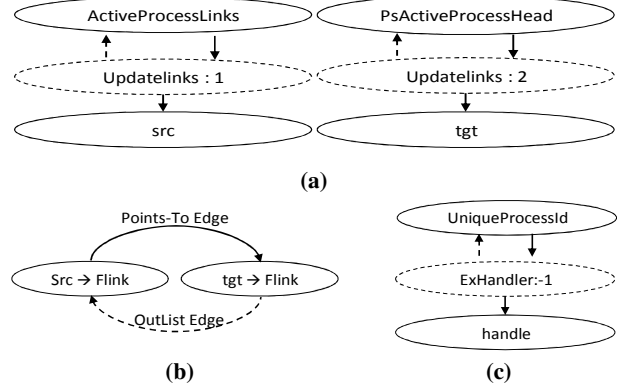 ActiveProcessLinks
PsActiveProcessHead
Updatelinks : 1
Updatelinks : 2
src
tgt
(a)
Points-To Edge
Src → Flink
tgt → Flink
OutList Edge
(b)
UniqueProcessId
ExHandler:-1
handle
(c)